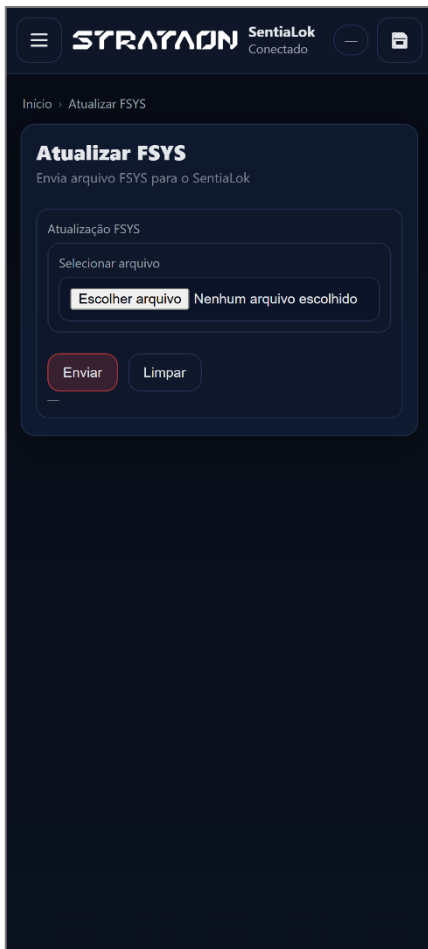 STRATAON
SentiaLok
Conectado
—
Início › Atualizar FSYS
Atualizar FSYS
Envia arquivo FSYS para o SentiaLok
Atualização FSYS
Selecionar arquivo
Escolher arquivo Nenhum arquivo escolhido
Enviar Limpar
—